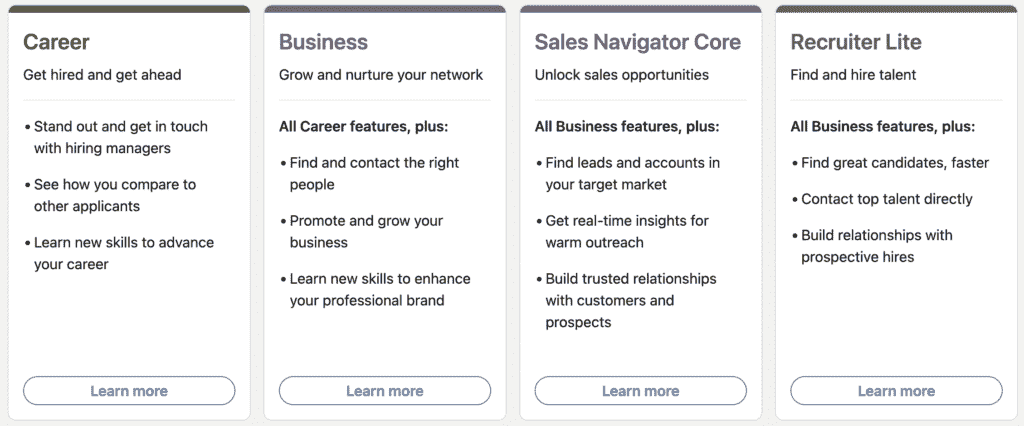 Career
Get hired and get ahead
• Stand out and get in touch
with hiring managers
• See how you compare to
other applicants
• Learn new skills to advance
your career
Learn more
Business
Grow and nurture your network
All Career features, plus:
• Find and contact the right
people
• Promote and grow your
business
• Learn new skills to enhance
your professional brand
Learn more
Sales Navigator Core
Unlock sales opportunities
All Business features, plus:
• Find leads and accounts in
your target market
• Get real-time insights for
warm outreach
• Build trusted relationships
with customers and
prospects
Learn more
Recruiter Lite
Find and hire talent
All Business features, plus:
• Find great candidates, faster
• Contact top talent directly
• Build relationships with
prospective hires
Learn more